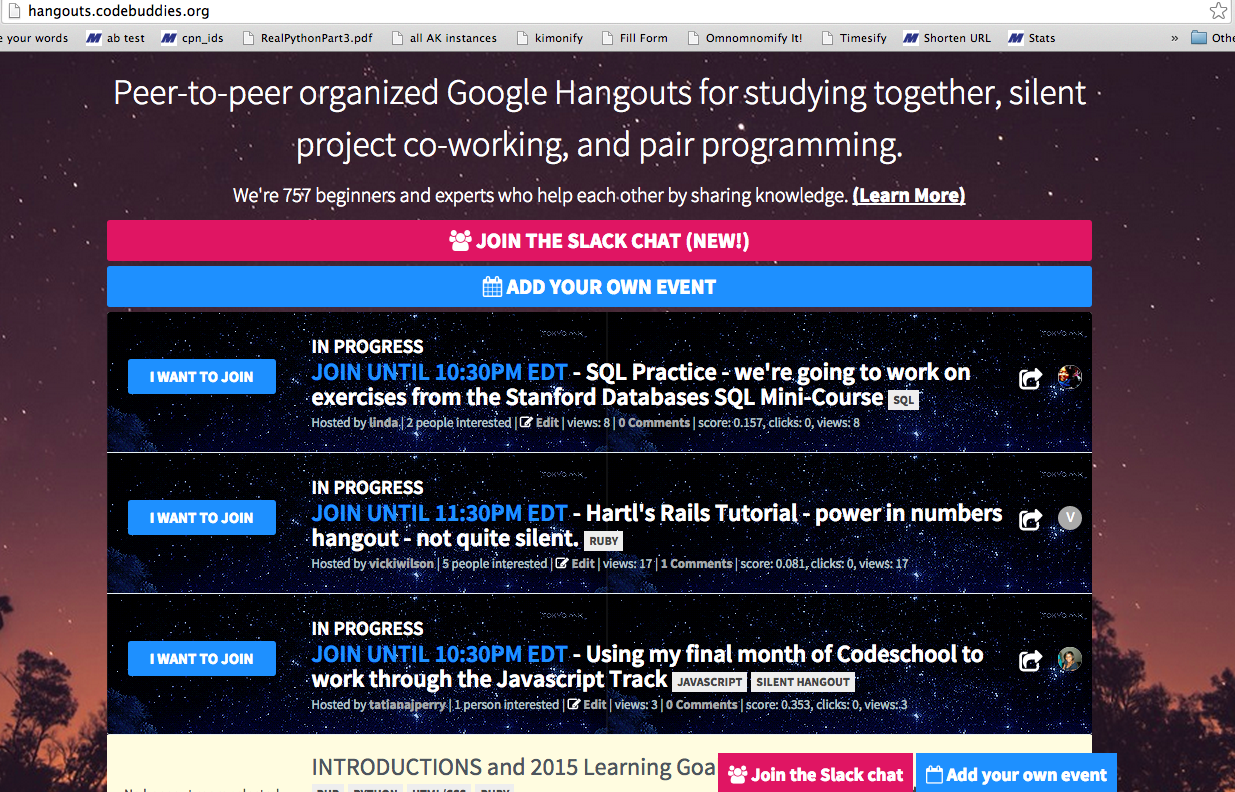 hangouts.codebuddies.org
e your words ab test cpn_ids RealPythonPart3.pdf all AK instances kimonify Fill Form Omnomnomify It! Timesify Shorten URL Stats » Othe
Peer-to-peer organized Google Hangouts for studying together, silent
project co-working, and pair programming.
We're 757 beginners and experts who help each other by sharing knowledge. (Learn More)
JOIN THE SLACK CHAT (NEW!)
ADD YOUR OWN EVENT
I WANT TO JOIN
IN PROGRESS
JOIN UNTIL 10:30PM EDT - SQL Practice - we're going to work on
exercises from the Stanford Databases SQL Mini-Course SQL
Hosted by linda.| 2 people interested | Edit | views: 8 | 0 Comments | score: 0.157, clicks: 0, views: 8
I WANT TO JOIN
IN PROGRESS
JOIN UNTIL 11:30PM EDT - Hartl's Rails Tutorial - power in numbers
hangout - not quite silent. RUBY
V
Hosted by vickiwilson | 5 people interested | Edit | views: 17 | 1 Comments | score: 0.081, clicks: 0, views: 17
I WANT TO JOIN
IN PROGRESS
JOIN UNTIL 10:30PM EDT - Using my final month of Codeschool to
work through the Javascript Track JAVASCRIPT SILENT HANGOUT
Hosted by tatianajperry | 1 person interested | Edit | views: 3 | 0 Comments | score: 0.353, clicks: 0, views: 3
INTRODUCTIONS and 2015 Learning Goa
Join the Slack chat
Add your own event
PHP PYTHON HTML/CSS RUBY